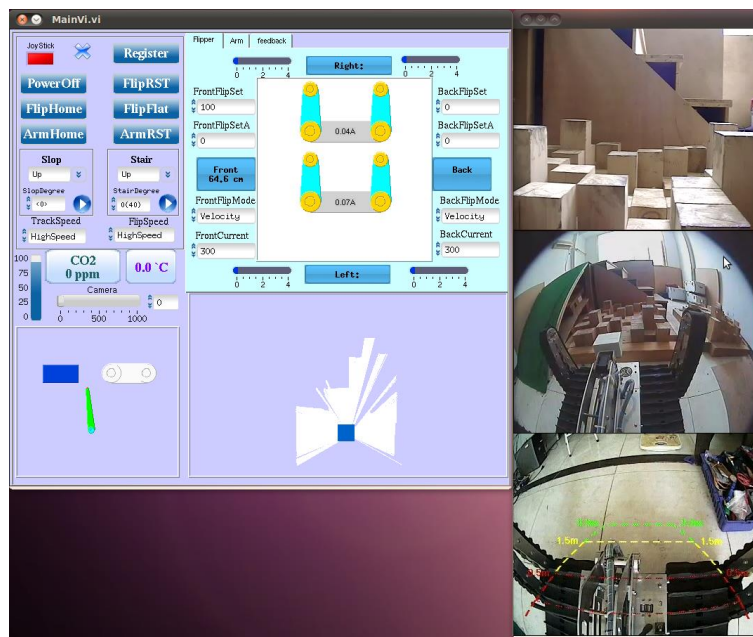 MainVi.vi
JoyStick
Register
PowerOff
FlipRST
FlipHome
FlipFlat
ArmHome
ArmRST
Slop
Stair
Up
Up
SlopDegree
StairDegree
<0>
0(40)
TrackSpeed
FlipSpeed
HighSpeed
HighSpeed
Flipper
Arm
feedback
0 2 4
Right:
0 2 4
FrontFlipSet
100
FrontFlipSetA
0
Front
64.6 cm
FrontFlipMode
Velocity
FrontCurrent
300
0.04A
0.07A
BackFlipSet
0
BackFlipSetA
0
Back
BackFlipMode
Velocity
BackCurrent
300
0 2 4
Left:
0 2 4
100
75
50
25
0
CO2
0 ppm
0.0 `C
Camera
0
0 500 1000
1.5m
1.5m